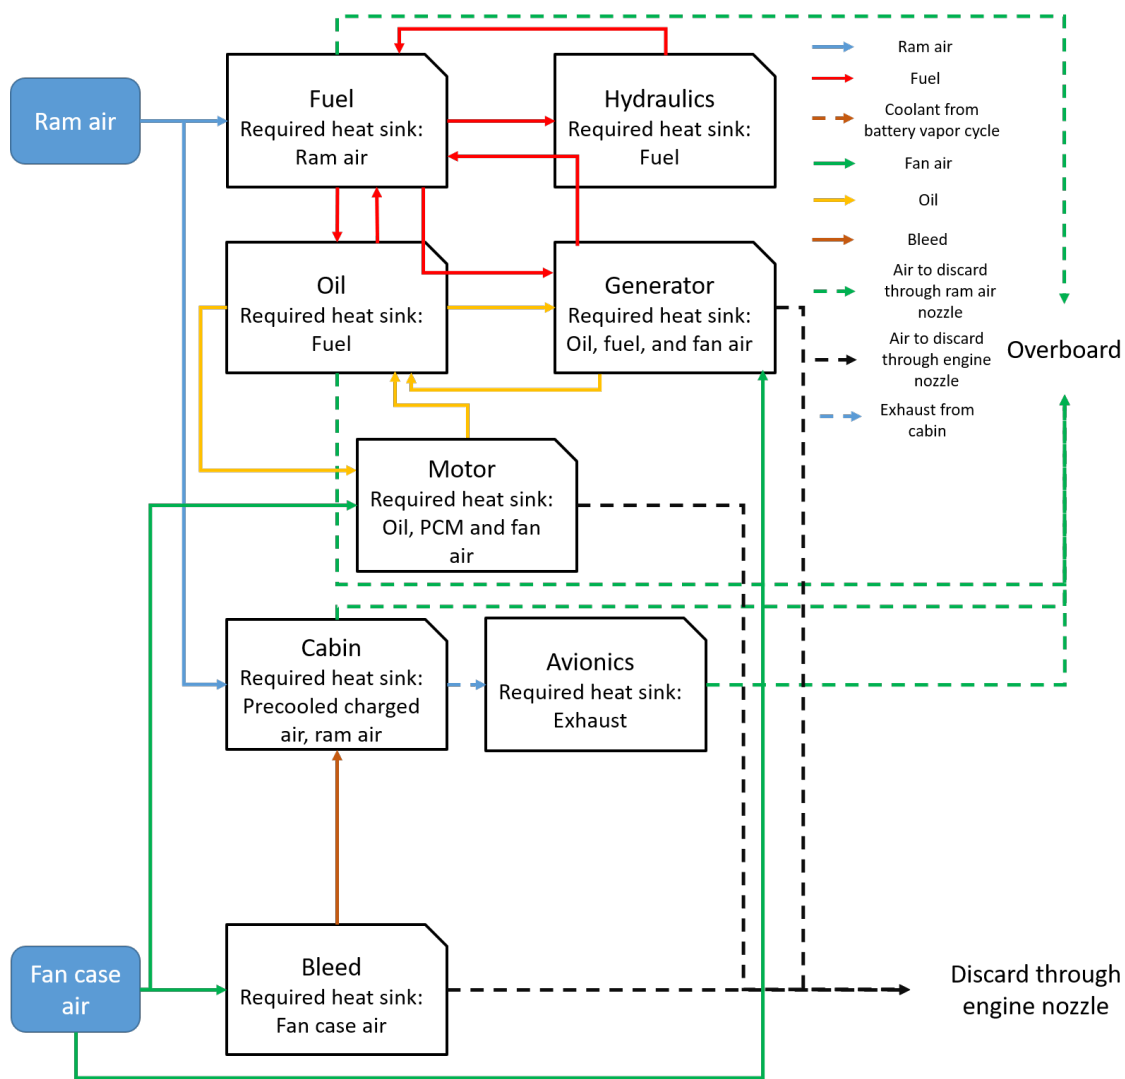 Ram air
Fuel
Required heat sink:
Ram air
Hydraulics
Required heat sink:
Fuel
Oil
Required heat sink:
Fuel
Generator
Required heat sink:
Oil, fuel, and fan air
Motor
Required heat sink:
Oil, PCM and fan
air
Cabin
Required heat sink:
Precooled charged
air, ram air
Avionics
Required heat sink:
Exhaust
Fan case
air
Bleed
Required heat sink:
Fan case air
Ram air
Fuel
Coolant from
battery vapor cycle
Fan air
Oil
Bleed
Air to discard
through ram air
nozzle
Air to discard
through engine
nozzle
Exhaust from
cabin
Overboard
Discard through
engine nozzle